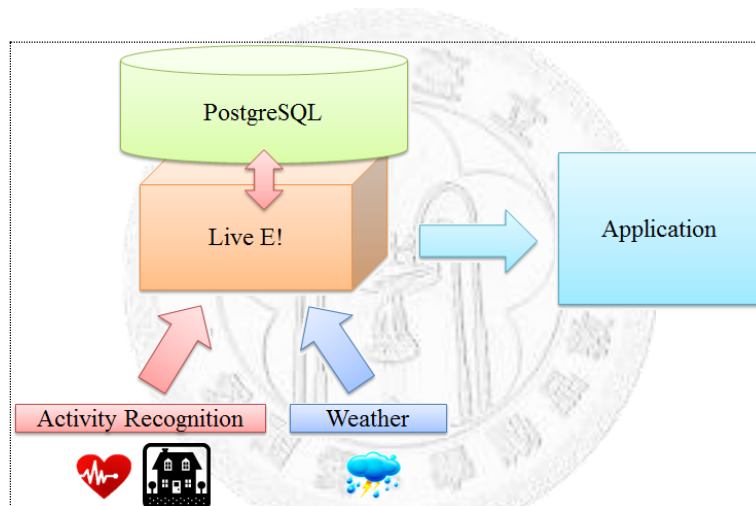 PostgreSQL
Live E!
Application
Activity Recognition
Weather